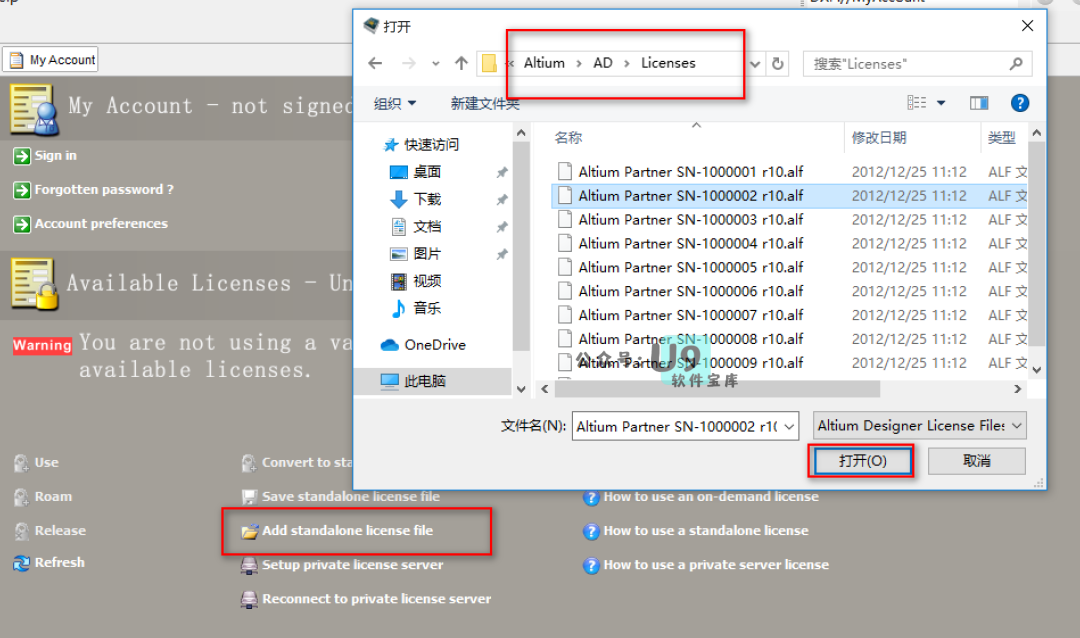 My Account
My Account - not signed
Sign in
Forgotten password ?
Account preferences
Available Licenses - Un
Warning
You are not using a va
available licenses.
Use
Roam
Release
Refresh
Convert to sta
Save standalone license file
Add standalone license file
Setup private license server
Reconnect to private license server
How to use an on-demand license
How to use a standalone license
How to use a private server license
打开
« Altium › AD › Licenses
搜索"Licenses"
组织
新建文件夹
快速访问
桌面
下载
文档
图片
视频
音乐
OneDrive
此电脑
名称 修改日期 类型
Altium Partner SN-1000001 r10.alf 2012/12/25 11:12 ALF 文
Altium Partner SN-1000002 r10.alf 2012/12/25 11:12 ALF 文
Altium Partner SN-1000003 r10.alf 2012/12/25 11:12 ALF 文
Altium Partner SN-1000004 r10.alf 2012/12/25 11:12 ALF 文
Altium Partner SN-1000005 r10.alf 2012/12/25 11:12 ALF 文
Altium Partner SN-1000006 r10.alf 2012/12/25 11:12 ALF 文
Altium Partner SN-1000007 r10.alf 2012/12/25 11:12 ALF 文
Altium Partner SN-1000008 r10.alf 2012/12/25 11:12 ALF 文
Altium Partner SN-1000009 r10.alf 2012/12/25 11:12 ALF 文
公众号: U9
软件宝库
文件名(N): Altium Partner SN-1000002 r1( Altium Designer License Files
打开(O) 取消